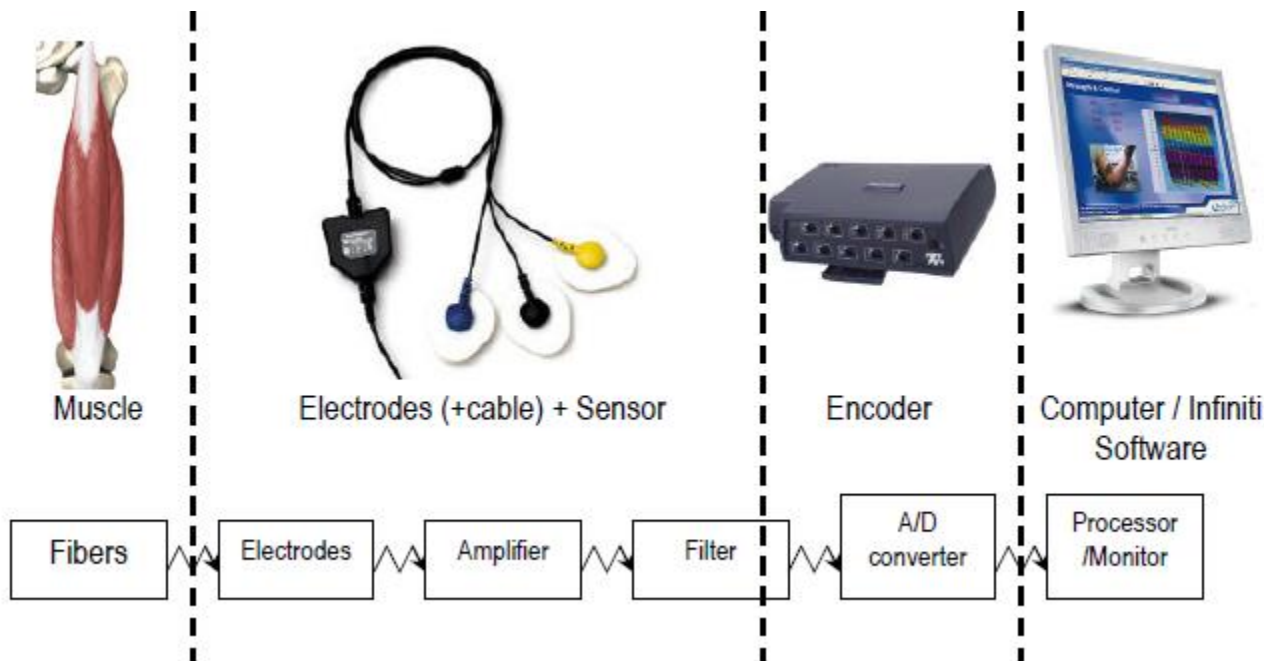 Muscle
Electrodes (+cable) + Sensor
Encoder
Computer / Infiniti
Software
Fibers
Electrodes
Amplifier
Filter
A/D
converter
Processor
/Monitor